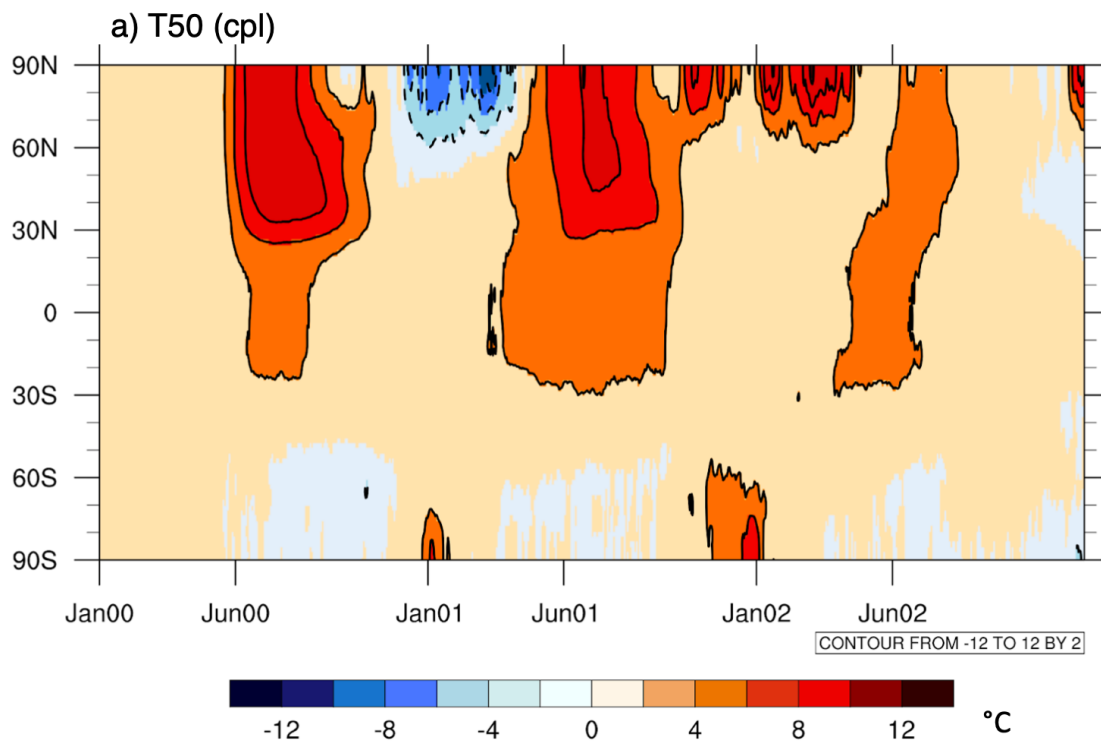 a) T50 (cpl)
90N
60N
30N
0
30S
60S
90S
Jan00 Jun00 Jan01 Jun01 Jan02 Jun02
CONTOUR FROM -12 TO 12 BY 2
-12 -8 -4 0 4 8 12 °C